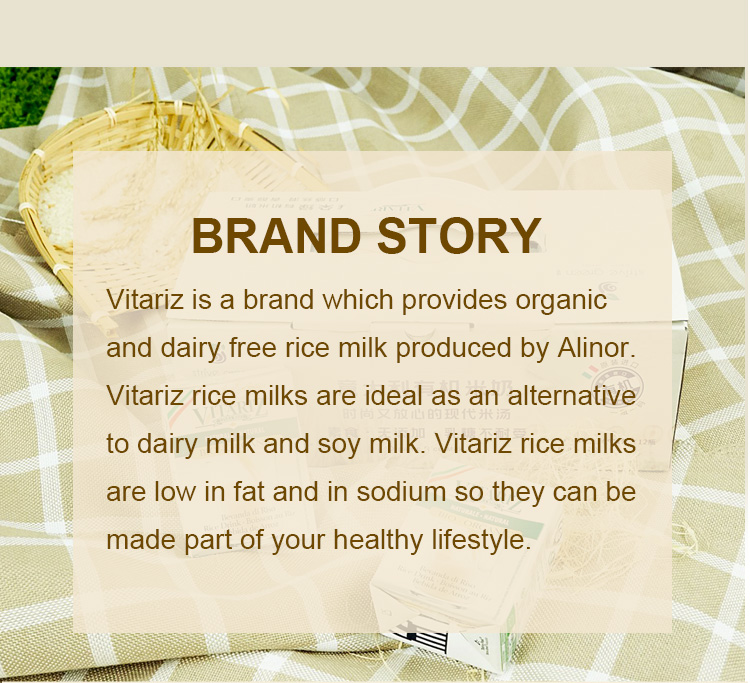 BRAND STORY
Vitariz is a brand which provides organic
and dairy free rice milk produced by Alinor.
Vitariz rice milks are ideal as an alternative
to dairy milk and soy milk. Vitariz rice milks
are low in fat and in sodium so they can be
made part of your healthy lifestyle.